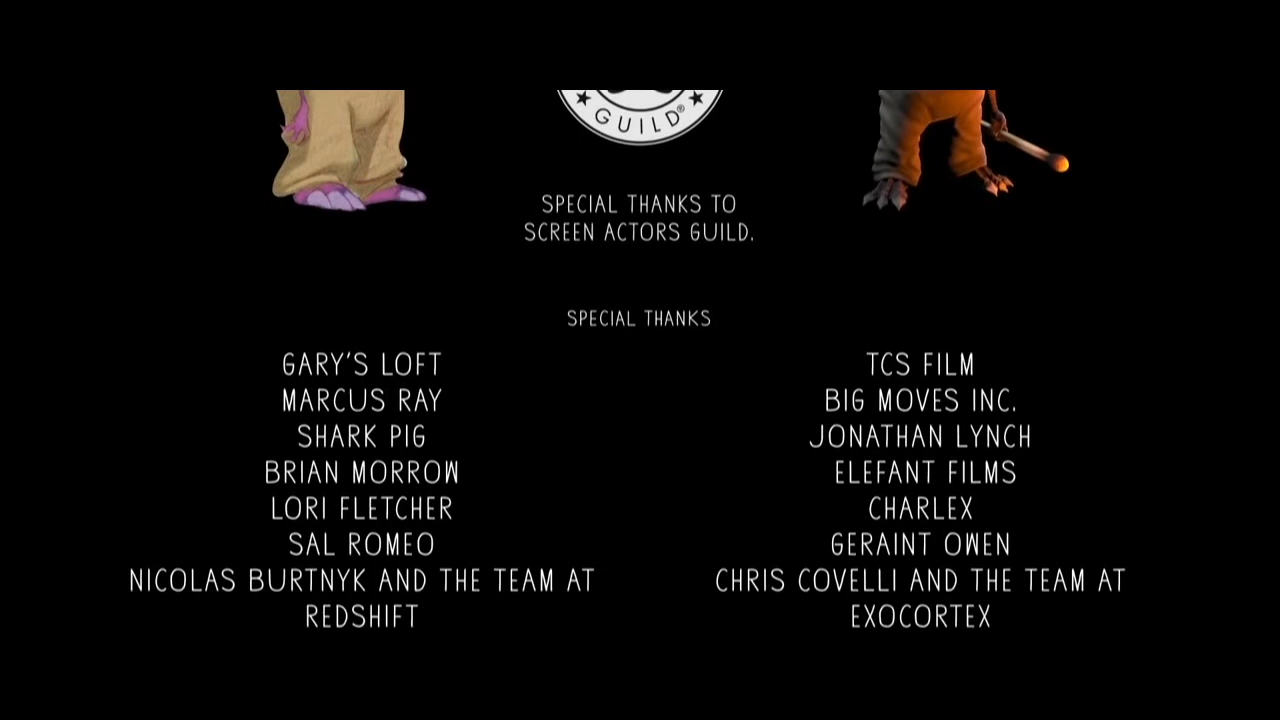 GUILD®
SPECIAL THANKS TO
SCREEN ACTORS GUILD.
SPECIAL THANKS
GARY'S LOFT
MARCUS RAY
SHARK PIG
BRIAN MORROW
LORI FLETCHER
SAL ROMEO
NICOLAS BURTNYK AND THE TEAM AT
REDSHIFT
TCS FILM
BIG MOVES INC.
JONATHAN LYNCH
ELEFANT FILMS
CHARLEX
GERAINT OWEN
CHRIS COVELLI AND THE TEAM AT
EXOCORTEX